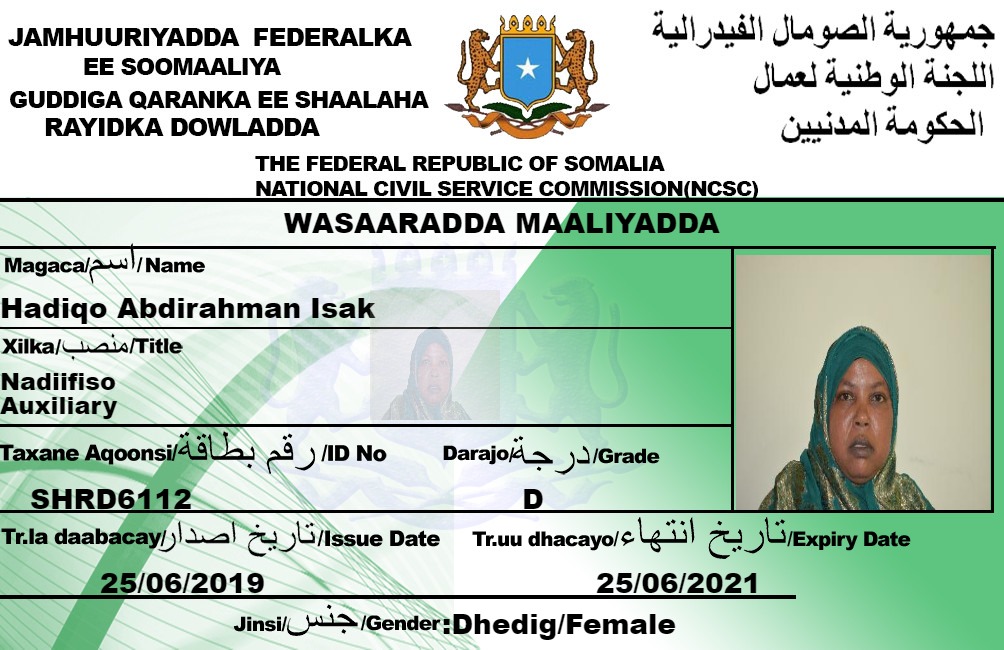 JAMHUURIYADDA FEDERALKA
EE SOOMAALIYA
GUDDIGA QARANKA EE SHAALAHA
RAYIDKA DOWLADDA
جمهورية الصومال الفيدرالية
اللجنة الوطنية لعمال
الحكومة المدنيين
THE FEDERAL REPUBLIC OF SOMALIA
NATIONAL CIVIL SERVICE COMMISSION(NCSC)
WASAARADDA MAALIYADDA
Magaca/اسم/Name
Hadiqo Abdirahman Isak
Xilka/منصب/Title
Nadiifiso
Auxiliary
Taxane Aqoonsi/رقم بطاقة/ID No
SHRD6112
Darajo/درجة/Grade
D
Tr.la daabacay/تاريخ اصدار/Issue Date
25/06/2019
Tr.uu dhacayo/تاريخ انتهاء/Expiry Date
25/06/2021
Jinsi/جنس/Gender:Dhedig/Female